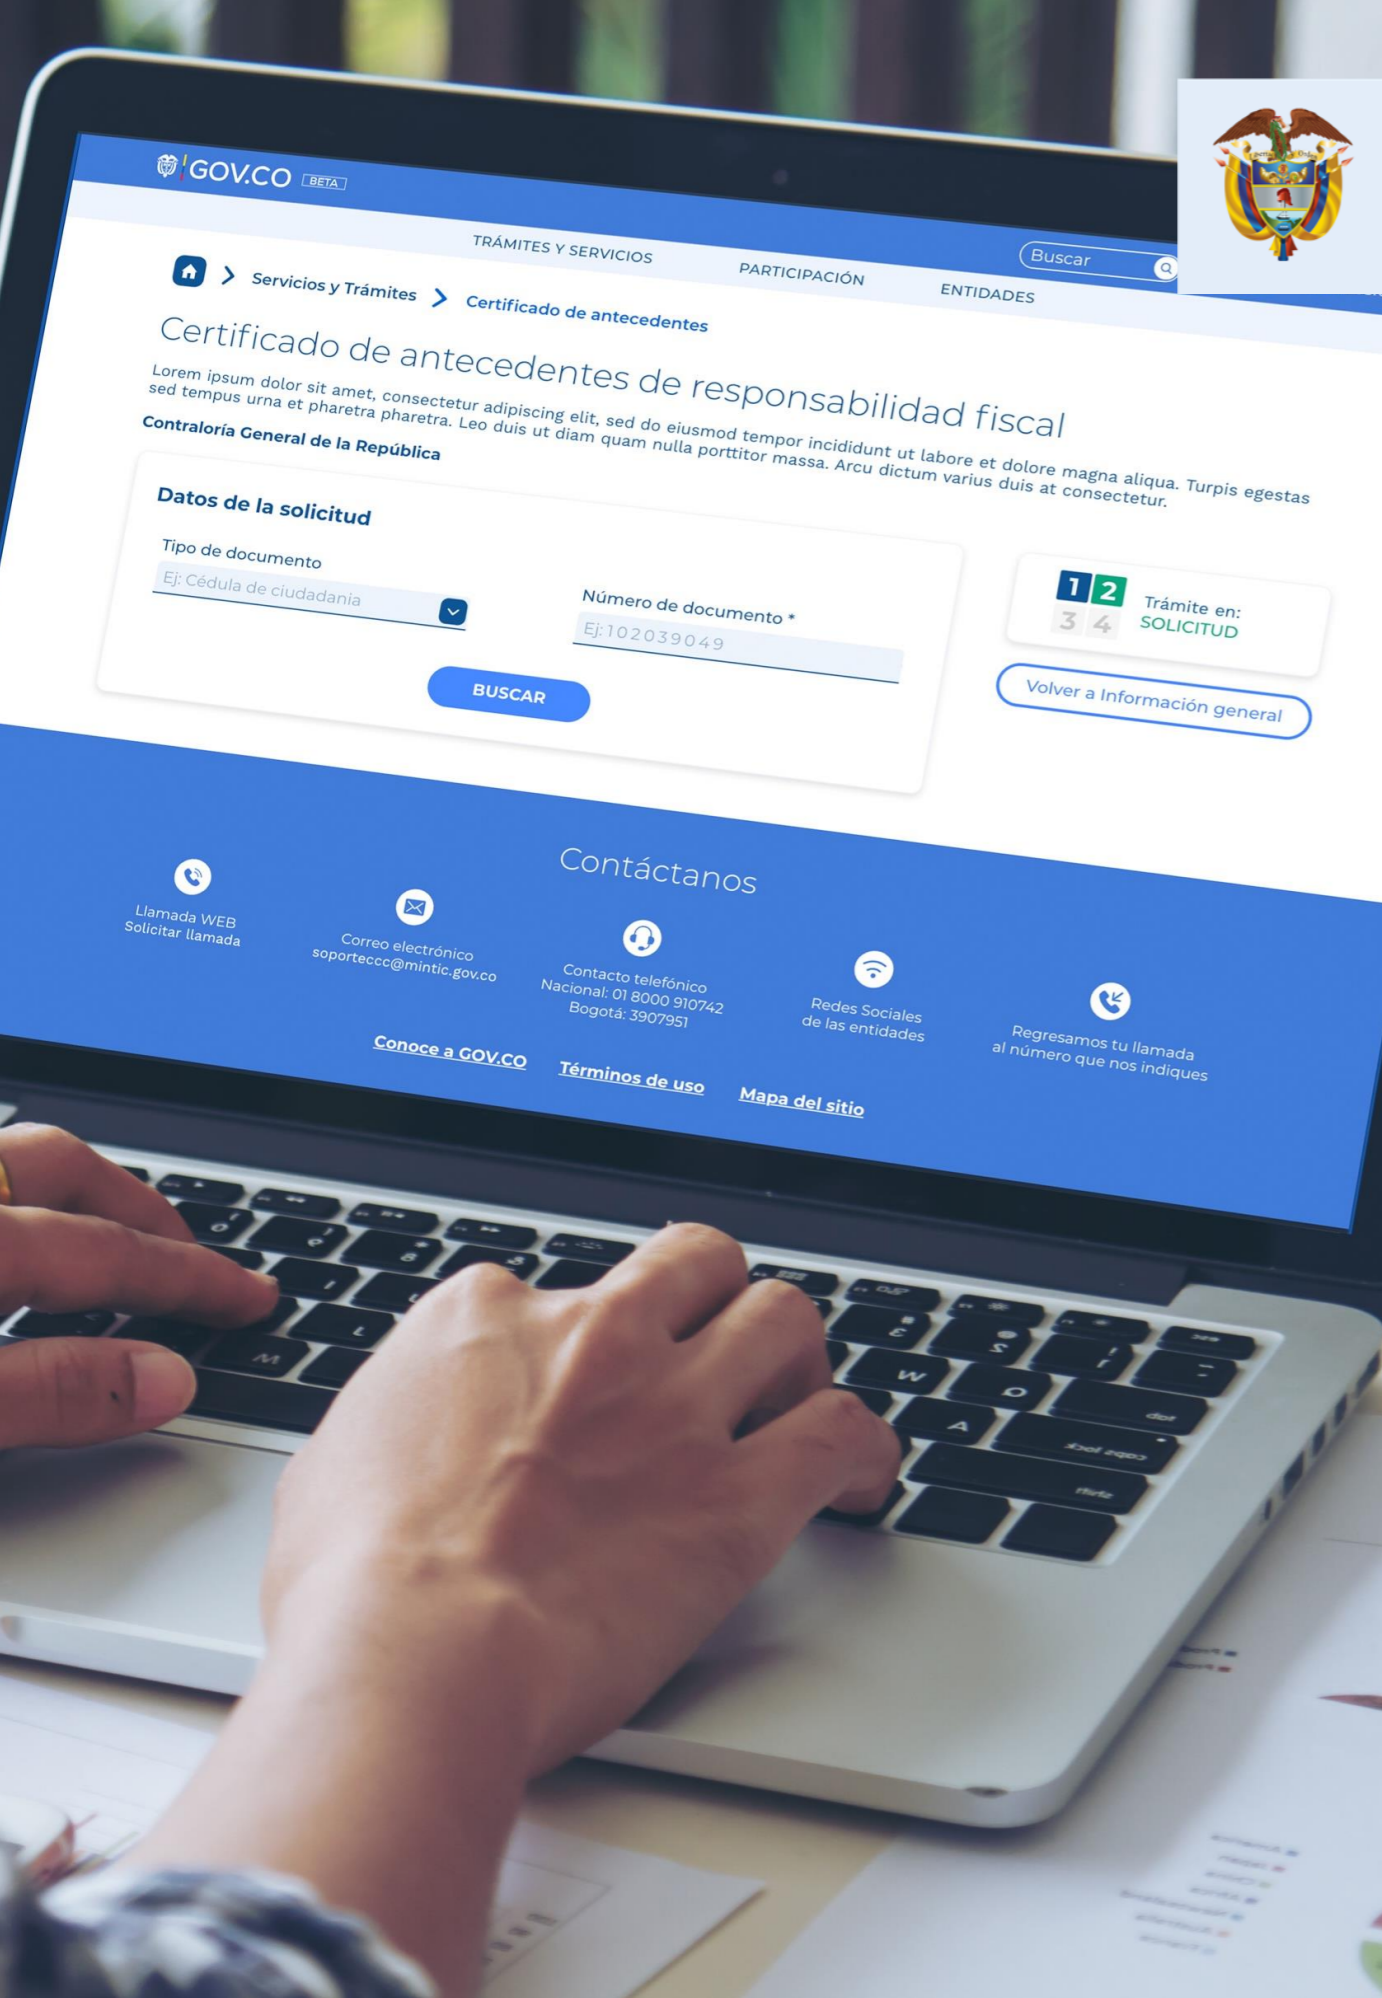 GOV.CO BETA
Buscar
TRÁMITES Y SERVICIOS
PARTICIPACIÓN
ENTIDADES
Servicios y Trámites
Certificado de antecedentes
Certificado de antecedentes de responsabilidad fiscal
Lorem ipsum dolor sit amet, consectetur adipiscing elit, sed do eiusmod tempor incididunt ut labore et dolore magna aliqua. Turpis egestas
sed tempus urna et pharetra pharetra. Leo duis ut diam quam nulla porttitor massa. Arcu dictum varius duis at consectetur.
Contraloría General de la República
Datos de la solicitud
Tipo de documento
Ej: Cédula de ciudadania
Número de documento *
Ej:102039049
BUSCAR
1 2
3 4
Trámite en:
SOLICITUD
Volver a Información general
Contáctanos
Llamada WEB
Solicitar llamada
Correo electrónico
soporteccc@mintic.gov.co
Contacto telefónico
Nacional: 01 8000 910742
Bogotá: 3907951
Redes Sociales
de las entidades
Regresamos tu llamada
al número que nos indiques
Conoce a GOV.CO
Términos de uso
Mapa del sitio